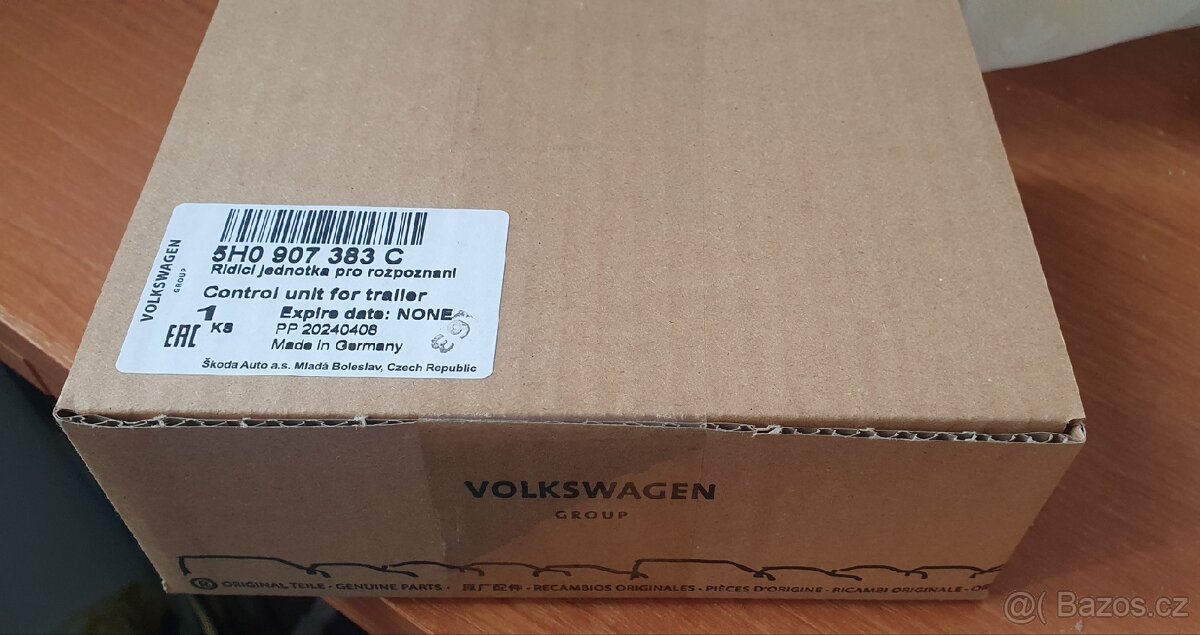 VOLKSWAGEN
GROUP
5H0 907 383 C
Ridici jednotka pro rozpoznani
Control unit for trailer
1 KS
Expire date: NONE
EAC
PP 20240408
Made in Germany
Škoda Auto a.s. Mladá Boleslav, Czech Republic
VOLKSWAGEN
GROUP
® ORIGINAL TEILE · GENUINE PARTS · 原厂配件 · RECAMBIOS ORIGINALES · PIÈCES D'ORIGINE · RICAMBI ORIGINALE ·
@( Bazos.cz